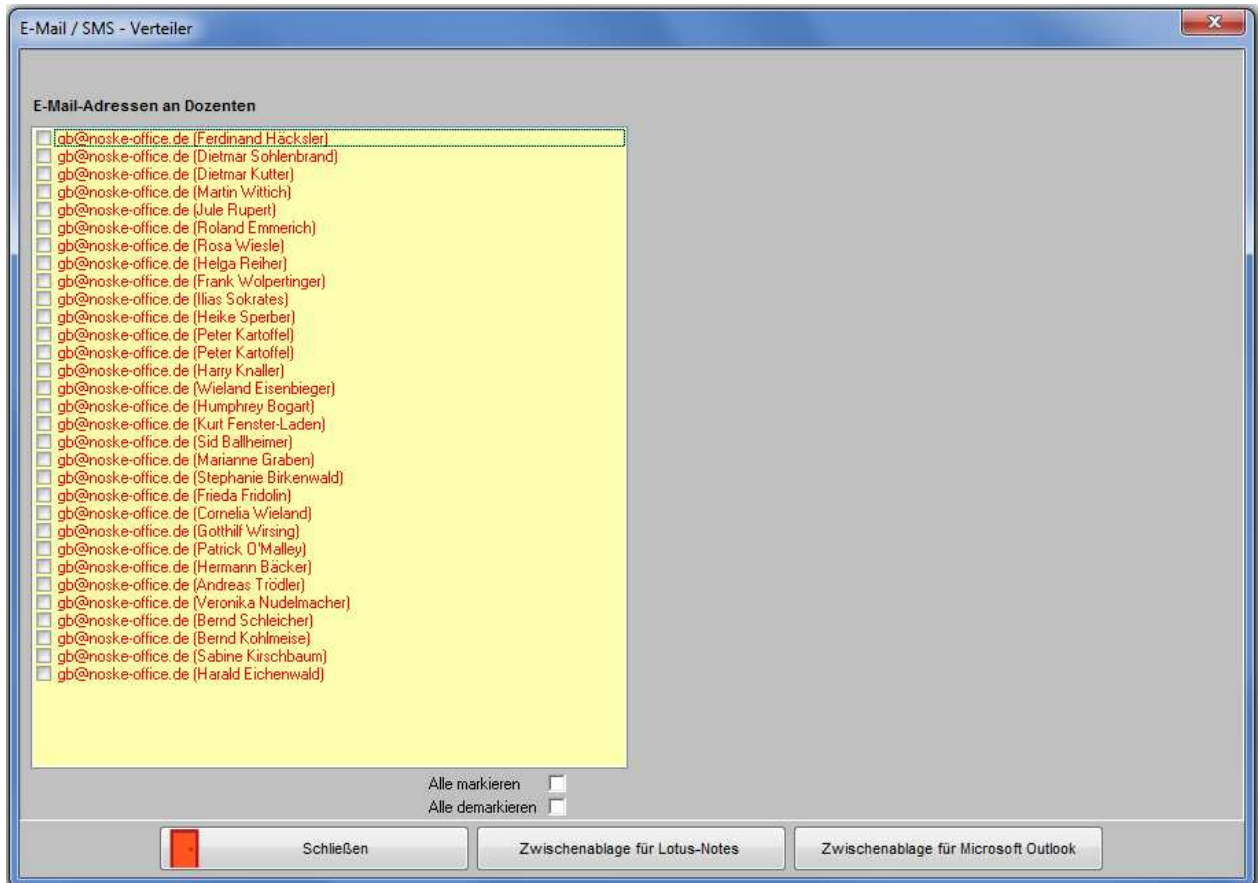 E-Mail / SMS - Verteiler
E-Mail-Adressen an Dozenten
gb@noske-office.de (Ferdinand Häcksler)
gb@noske-office.de (Dietmar Sohlenbrand)
gb@noske-office.de (Dietmar Kutter)
gb@noske-office.de (Martin Wittich)
gb@noske-office.de (Jule Rupert)
gb@noske-office.de (Roland Emmerich)
gb@noske-office.de (Rosa Wiesle)
gb@noske-office.de (Helga Reiher)
gb@noske-office.de (Frank Wolpertinger)
gb@noske-office.de (Ilias Sokrates)
gb@noske-office.de (Heike Sperber)
gb@noske-office.de (Peter Kartoffel)
gb@noske-office.de (Peter Kartoffel)
gb@noske-office.de (Harry Knaller)
gb@noske-office.de (Wieland Eisenbieger)
gb@noske-office.de (Humphrey Bogart)
gb@noske-office.de (Kurt Fenster-Laden)
gb@noske-office.de (Sid Ballheimer)
gb@noske-office.de (Marianne Graben)
gb@noske-office.de (Stephanie Birkenwald)
gb@noske-office.de (Frieda Fridolin)
gb@noske-office.de (Cornelia Wieland)
gb@noske-office.de (Gotthilf Wirsing)
gb@noske-office.de (Patrick O'Malley)
gb@noske-office.de (Hermann Bäcker)
gb@noske-office.de (Andreas Trödler)
gb@noske-office.de (Veronika Nudelmacher)
gb@noske-office.de (Bernd Schleicher)
gb@noske-office.de (Bernd Kohlmeise)
gb@noske-office.de (Sabine Kirschbaum)
gb@noske-office.de (Harald Eichenwald)
Alle markieren
Alle demarkieren
Schließen
Zwischenablage für Lotus-Notes
Zwischenablage für Microsoft Outlook